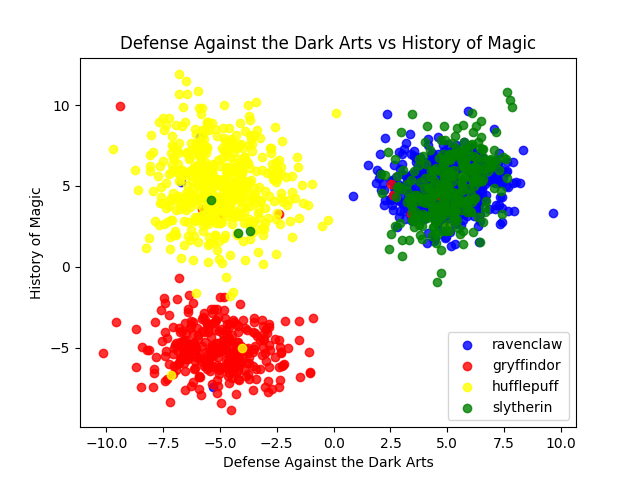 Defense Against the Dark Arts vs History of Magic
History of Magic
10
5
0
−5
−10.0 −7.5 −5.0 −2.5 0.0 2.5 5.0 7.5 10.0
Defense Against the Dark Arts
ravenclaw
gryffindor
hufflepuff
slytherin